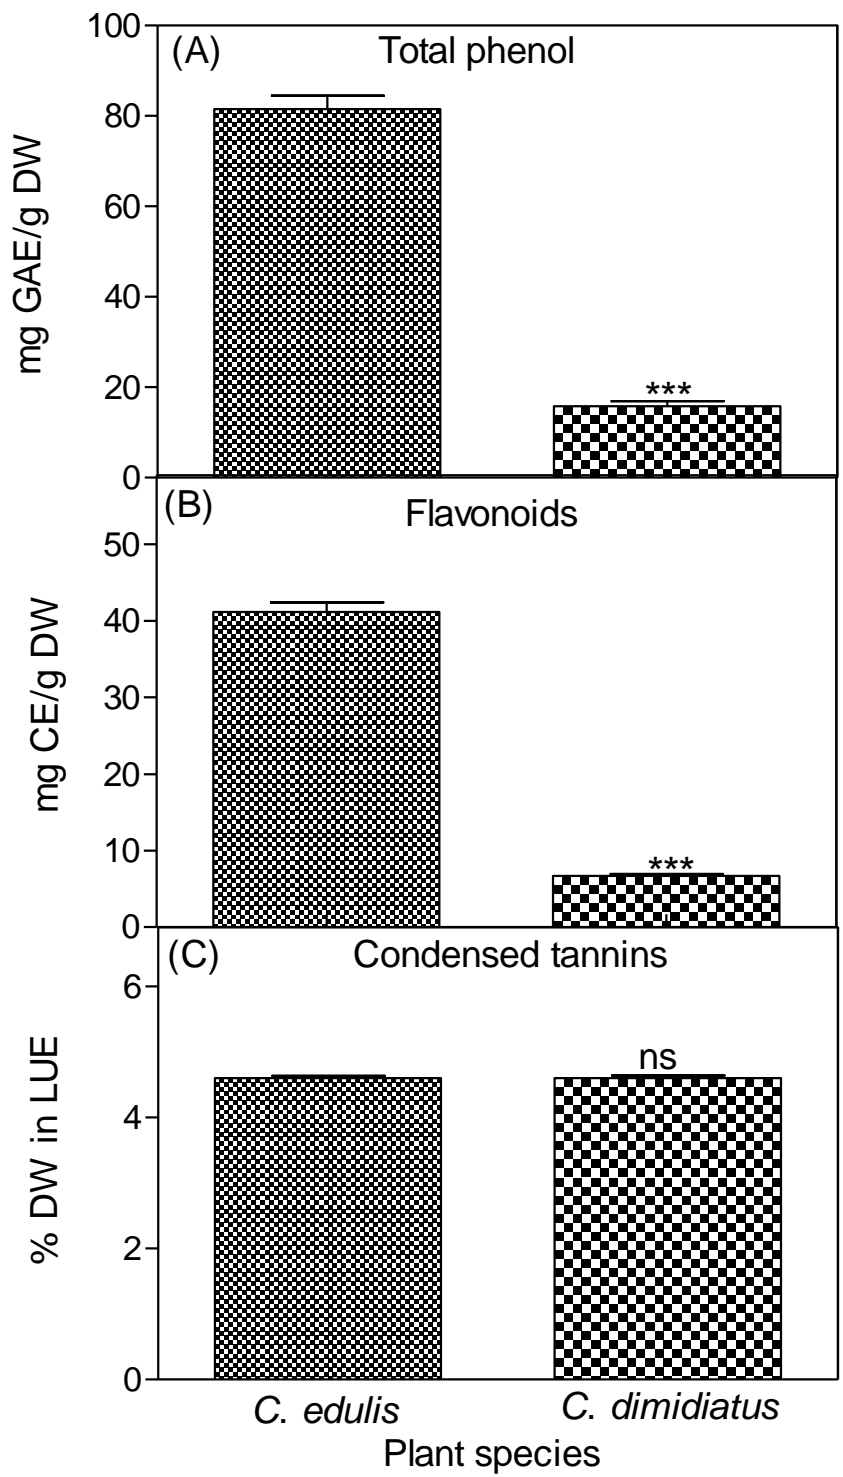 (A) Total phenol
mg GAE/g DW
100
80
60
40
20
0
***
(B) Flavonoids
mg CE/g DW
50
40
30
20
10
0
***
(C) Condensed tannins
% DW in LUE
6
4
2
0
ns
C. edulis C. dimidiatus
Plant species